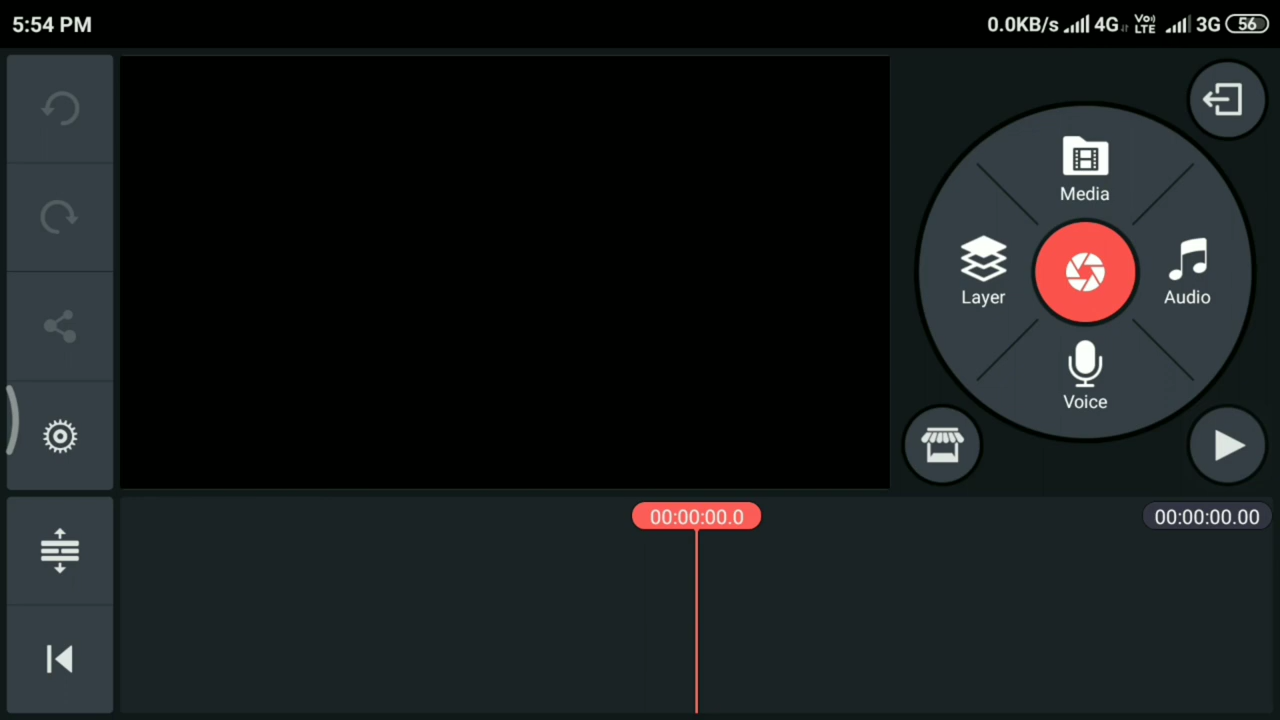 5:54 PM
0.0KB/s 4G Vo) LTE 3G 56
Media
Layer
Audio
Voice
00:00:00.0
00:00:00.00